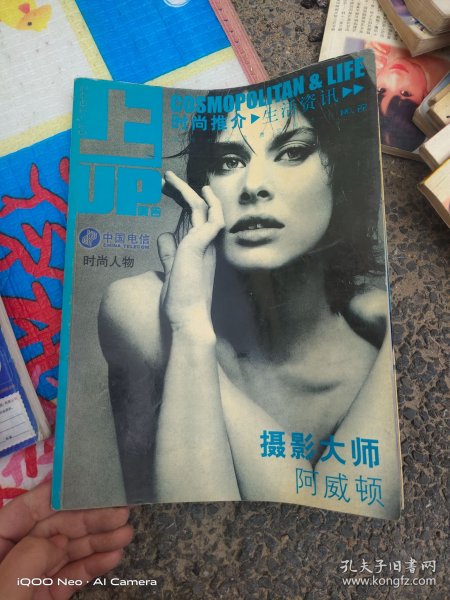 COSMOPOLITAN & LIFE
时尚推介▶生活资讯▶▶
上
UP
中国电信
CHINA TELECOM
时尚人物
摄影大师
阿威顿
iQOO Neo · AI Camera
孔夫子旧书网
www.kongfz.com